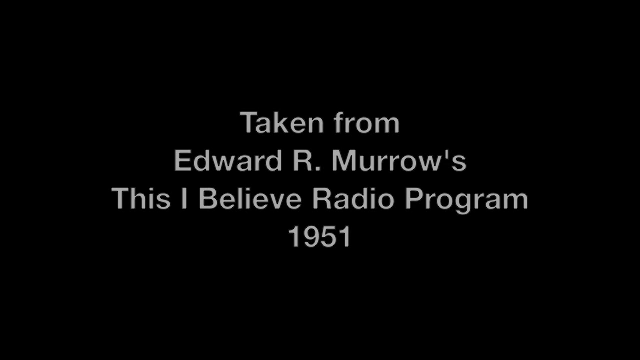 Taken from
Edward R. Murrow's
This I Believe Radio Program
1951